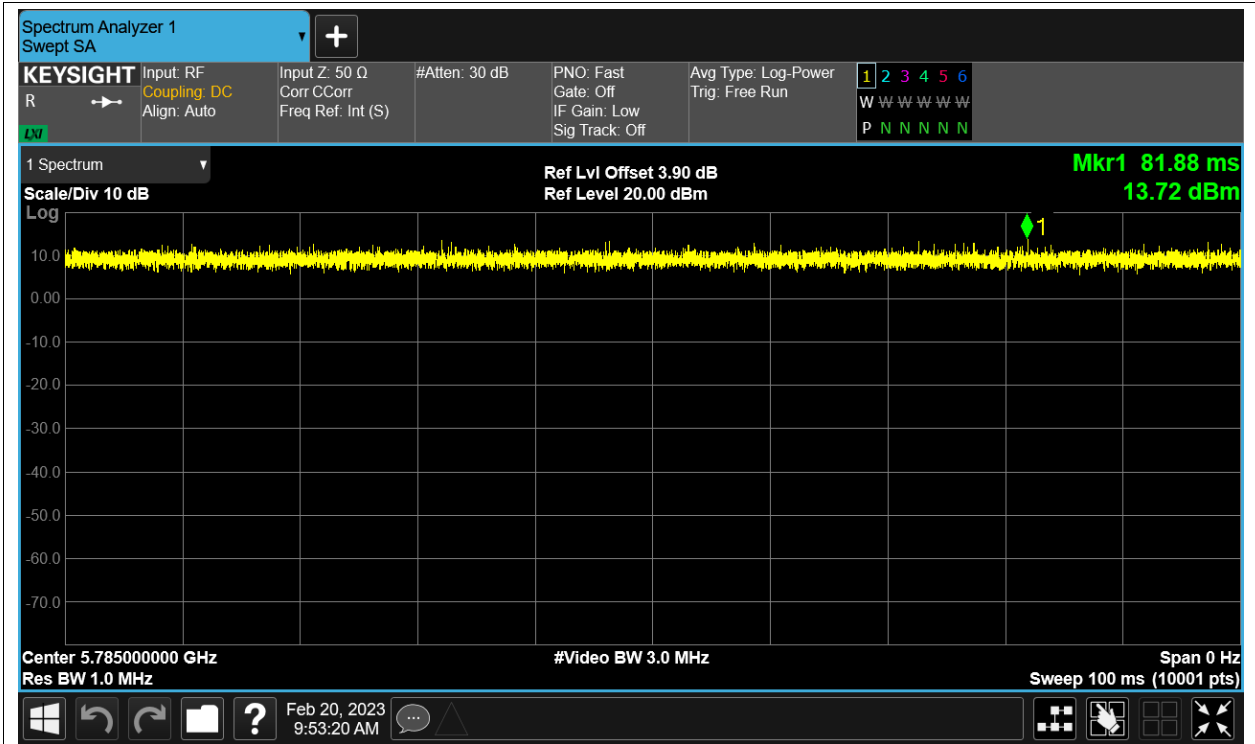 Spectrum Analyzer 1
Swept SA
KEYSIGHT
R
LXI
Input: RF
Coupling: DC
Align: Auto
Input Z: 50 Ω
Corr CCorr
Freq Ref: Int (S)
#Atten: 30 dB
PNO: Fast
Gate: Off
IF Gain: Low
Sig Track: Off
Avg Type: Log-Power
Trig: Free Run
1 2 3 4 5 6
W W W W W W
P N N N N N
1 Spectrum
Scale/Div 10 dB
Ref Lvl Offset 3.90 dB
Ref Level 20.00 dBm
Mkr1 81.88 ms
13.72 dBm
Log
1
10.0
0.00
-10.0
-20.0
-30.0
-40.0
-50.0
-60.0
-70.0
Center 5.785000000 GHz
#Video BW 3.0 MHz
Span 0 Hz
Res BW 1.0 MHz
Sweep 100 ms (10001 pts)
?
Feb 20, 2023
9:53:20 AM